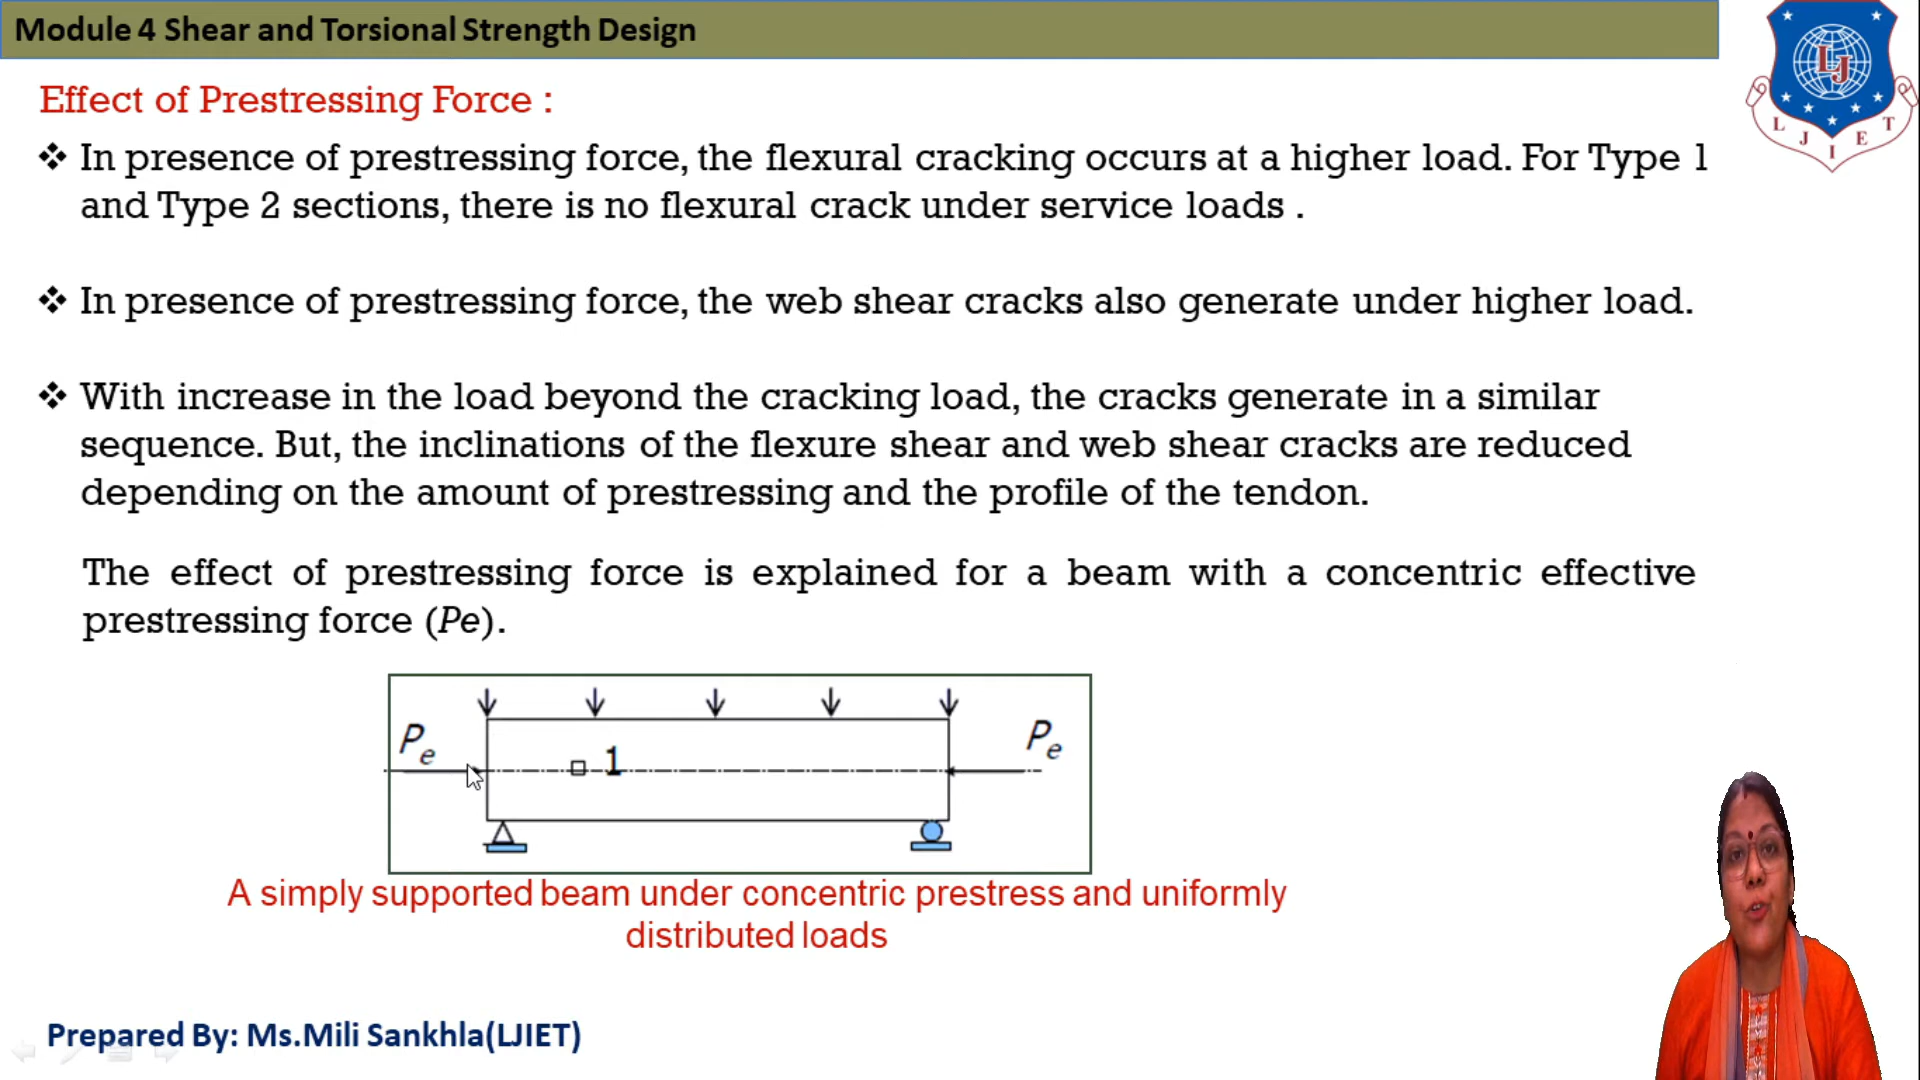 Module 4 Shear and Torsional Strength Design
Effect of Prestressing Force :
❖ In presence of prestressing force, the flexural cracking occurs at a higher load. For Type 1
and Type 2 sections, there is no flexural crack under service loads .
❖ In presence of prestressing force, the web shear cracks also generate under higher load.
❖ With increase in the load beyond the cracking load, the cracks generate in a similar
sequence. But, the inclinations of the flexure shear and web shear cracks are reduced
depending on the amount of prestressing and the profile of the tendon.
The effect of prestressing force is explained for a beam with a concentric effective
prestressing force (Pe).
Pe
1
Pe
A simply supported beam under concentric prestress and uniformly
distributed loads
Prepared By: Ms.Mili Sankhla(LJIET)
LJ
L J I E T